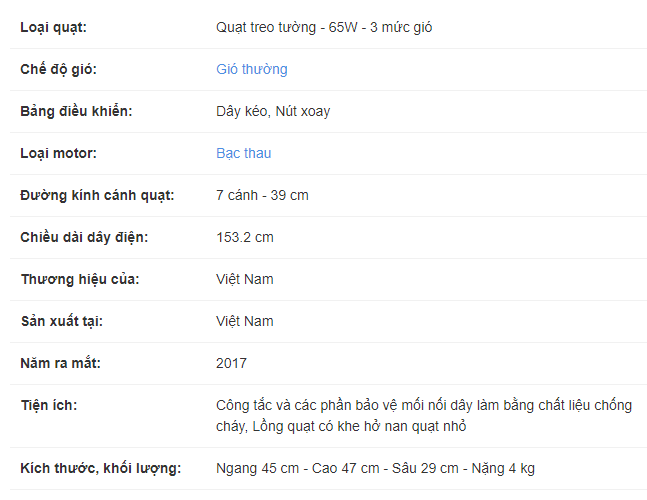 Loại quạt: Quạt treo tường - 65W - 3 mức gió
Chế độ gió: Gió thường
Bảng điều khiển: Dây kéo, Nút xoay
Loại motor: Bạc thau
Đường kính cánh quạt: 7 cánh - 39 cm
Chiều dài dây điện: 153.2 cm
Thương hiệu của: Việt Nam
Sản xuất tại: Việt Nam
Năm ra mắt: 2017
Tiện ích: Công tắc và các phần bảo vệ mối nối dây làm bằng chất liệu chống
cháy, Lồng quạt có khe hở nan quạt nhỏ
Kích thước, khối lượng: Ngang 45 cm - Cao 47 cm - Sâu 29 cm - Nặng 4 kg